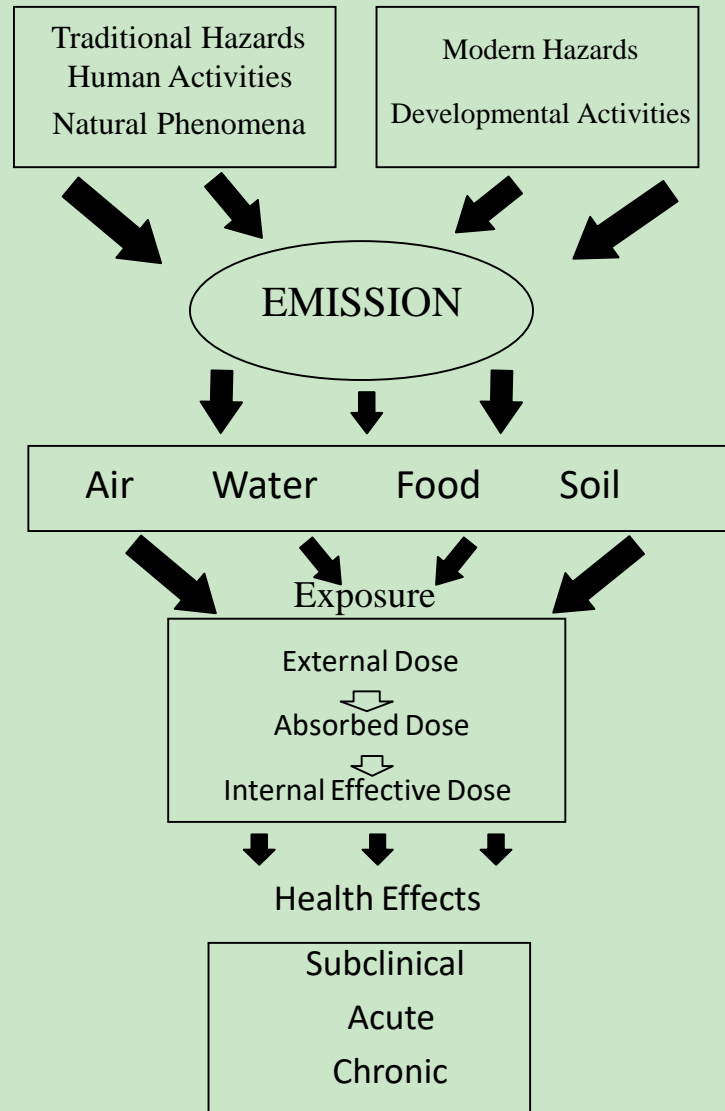 Traditional Hazards
Human Activities
Natural Phenomena
Modern Hazards
Developmental Activities
EMISSION
Air Water Food Soil
Exposure
External Dose
Absorbed Dose
Internal Effective Dose
Health Effects
Subclinical
Acute
Chronic